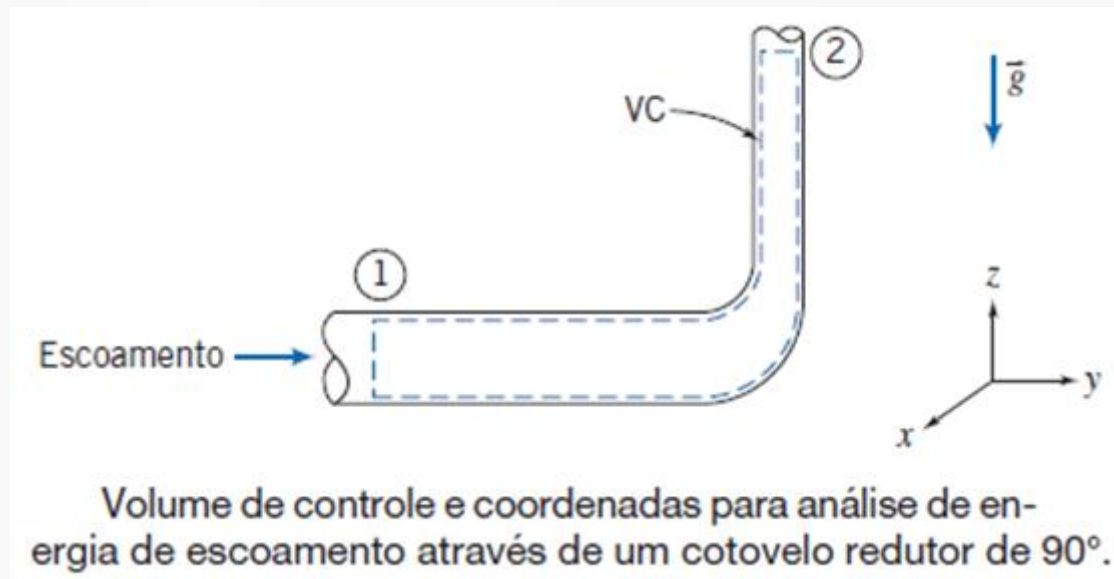 ②
VC
g
①
z
Escoamento
y
x
Volume de controle e coordenadas para análise de en-
ergia de escoamento através de um cotovelo redutor de 90°.